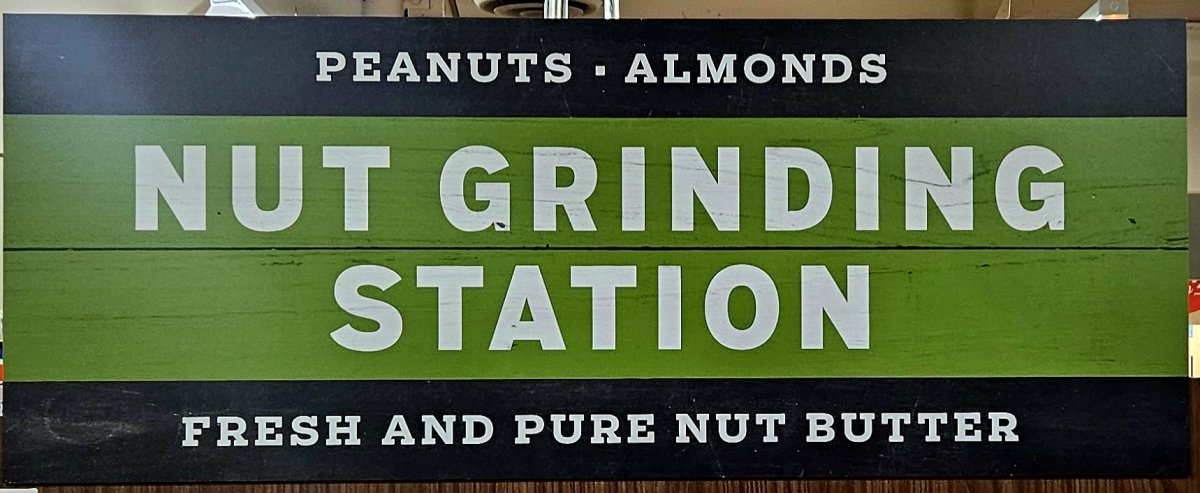 PEANUTS ▪ ALMONDS
NUT GRINDING
STATION
FRESH AND PURE NUT BUTTER